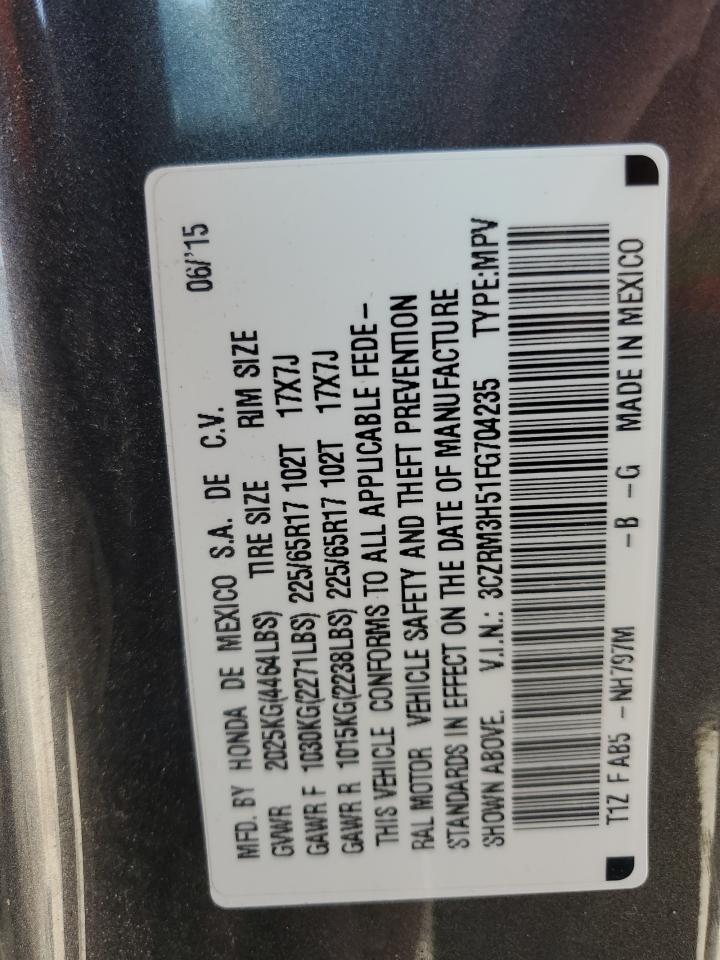 MFD. BY HONDA DE MEXICO S.A. DE C.V. 06/'15
GVWR 2025KG(4464LBS) TIRE SIZE RIM SIZE
GAWR F 1030KG(2271LBS) 225/65R17 102T 17X7J
GAWR R 1015KG(2238LBS) 225/65R17 102T 17X7J
THIS VEHICLE CONFORMS TO ALL APPLICABLE FEDE-
RAL MOTOR VEHICLE SAFETY AND THEFT PREVENTION
STANDARDS IN EFFECT ON THE DATE OF MANUFACTURE
SHOWN ABOVE. V.I.N.: 3CZRM3H51FG704235 TYPE:MPV
T1Z F AB5 -NH797M -B -G MADE IN MEXICO